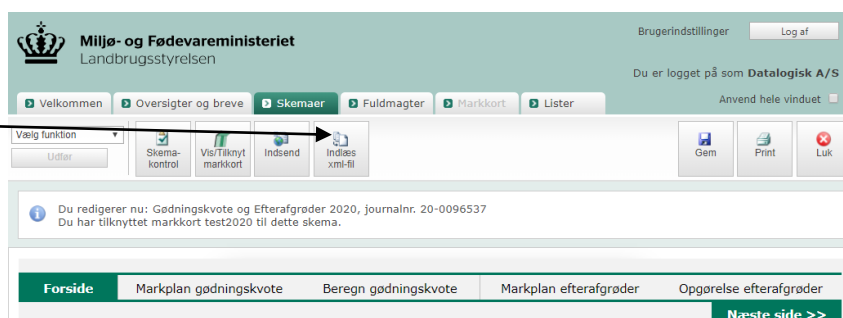 Miljø- og Fødevareministeriet
Landbrugsstyrelsen
Brugerindstillinger
Log af
Du er logget på som Datalogisk A/S
Velkommen
Oversigter og breve
Skemaer
Fuldmagter
Markkort
Lister
Anvend hele vinduet
Vælg funktion
Udfør
Skema-
kontrol
Vis/Tilknyt
markkort
Indsend
Indlæs
xml-fil
Gem
Print
Luk
Du redigerer nu: Gødningskvote og Efterafgrøder 2020, journalnr. 20-0096537
Du har tilknyttet markkort test2020 til dette skema.
Forside
Markplan gødningskvote
Beregn gødningskvote
Markplan efterafgrøder
Opgørelse efterafgrøder
Næste side >>